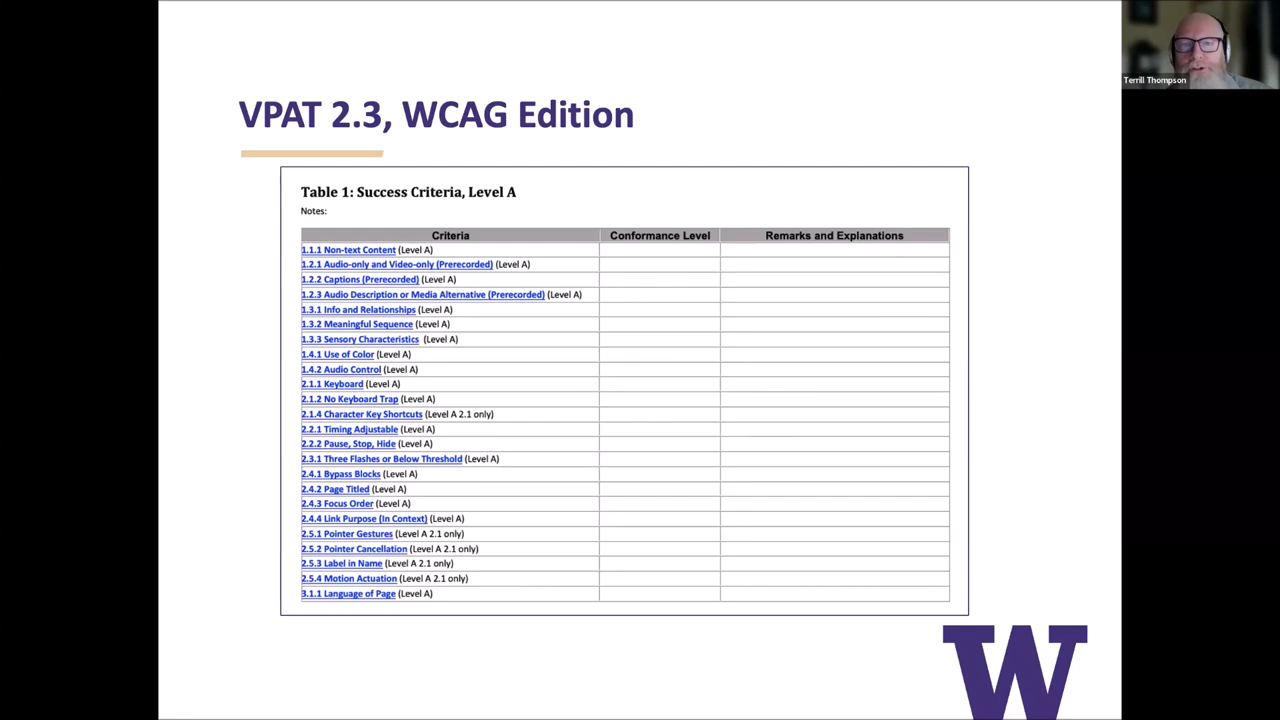 Terrill Thompson
VPAT 2.3, WCAG Edition
Table 1: Success Criteria, Level A
Notes:
Criteria Conformance Level Remarks and Explanations
1.1.1 Non-text Content (Level A)
1.2.1 Audio-only and Video-only (Prerecorded) (Level A)
1.2.2 Captions (Prerecorded) (Level A)
1.2.3 Audio Description or Media Alternative (Prerecorded) (Level A)
1.3.1 Info and Relationships (Level A)
1.3.2 Meaningful Sequence (Level A)
1.3.3 Sensory Characteristics (Level A)
1.4.1 Use of Color (Level A)
1.4.2 Audio Control (Level A)
2.1.1 Keyboard (Level A)
2.1.2 No Keyboard Trap (Level A)
2.1.4 Character Key Shortcuts (Level A 2.1 only)
2.2.1 Timing Adjustable (Level A)
2.2.2 Pause, Stop, Hide (Level A)
2.3.1 Three Flashes or Below Threshold (Level A)
2.4.1 Bypass Blocks (Level A)
2.4.2 Page Titled (Level A)
2.4.3 Focus Order (Level A)
2.4.4 Link Purpose (In Context) (Level A)
2.5.1 Pointer Gestures (Level A 2.1 only)
2.5.2 Pointer Cancellation (Level A 2.1 only)
2.5.3 Label in Name (Level A 2.1 only)
2.5.4 Motion Actuation (Level A 2.1 only)
3.1.1 Language of Page (Level A)
W